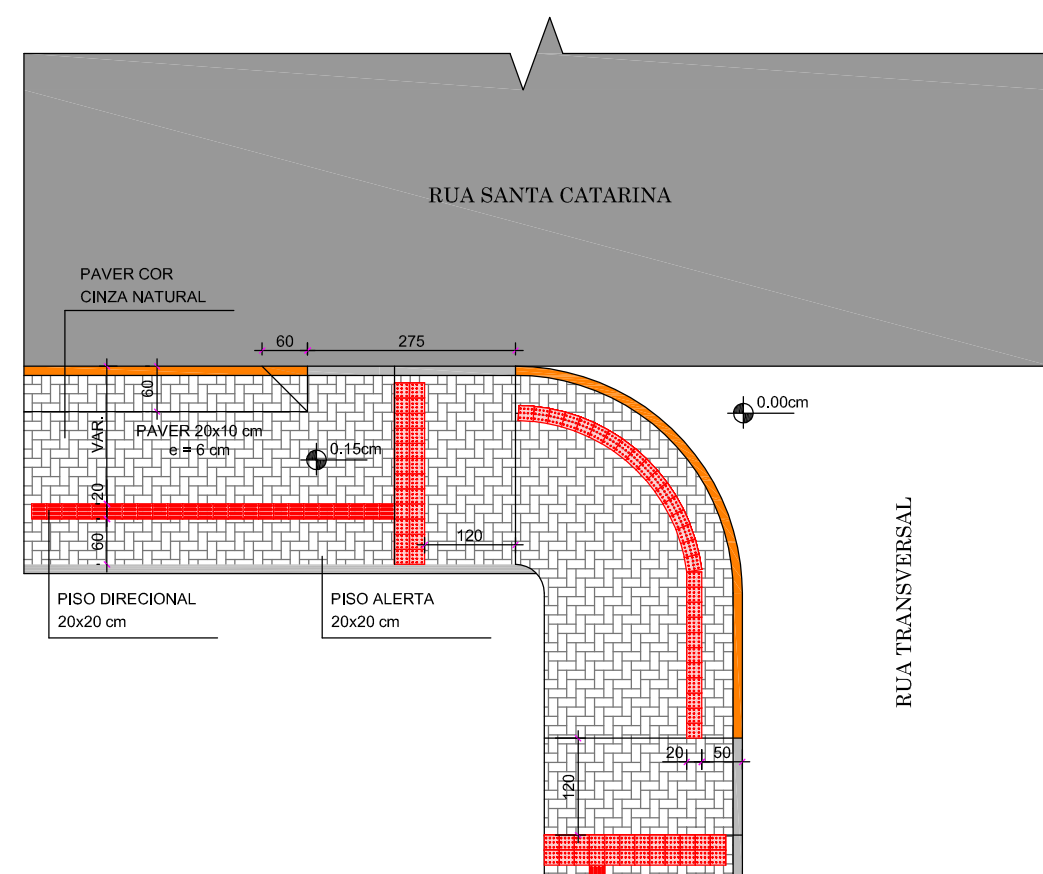 RUA SANTA CATARINA
PAVER COR
CINZA NATURAL
60
275
60
VAR.
PAVER 20x10 cm
e = 6 cm
0.15cm
0.00cm
20
60
120
PISO DIRECIONAL
20x20 cm
PISO ALERTA
20x20 cm
RUA TRANSVERSAL
20
50
120